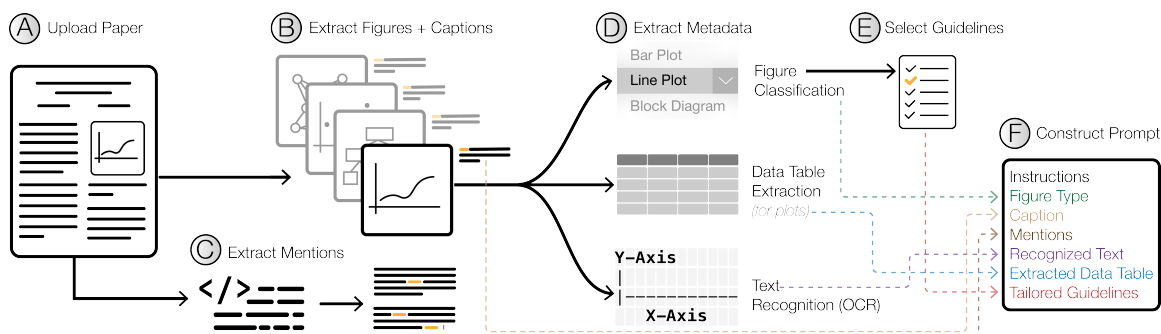 A Upload Paper
B Extract Figures + Captions
C Extract Mentions
</>
D Extract Metadata
Bar Plot
Line Plot
Block Diagram
Figure
Classification
Data Table
Extraction
(for plots)
Y-Axis
X-Axis
Text
Recognition (OCR)
E Select Guidelines
F Construct Prompt
Instructions
Figure Type
Caption
Mentions
Recognized Text
Extracted Data Table
Tailored Guidelines